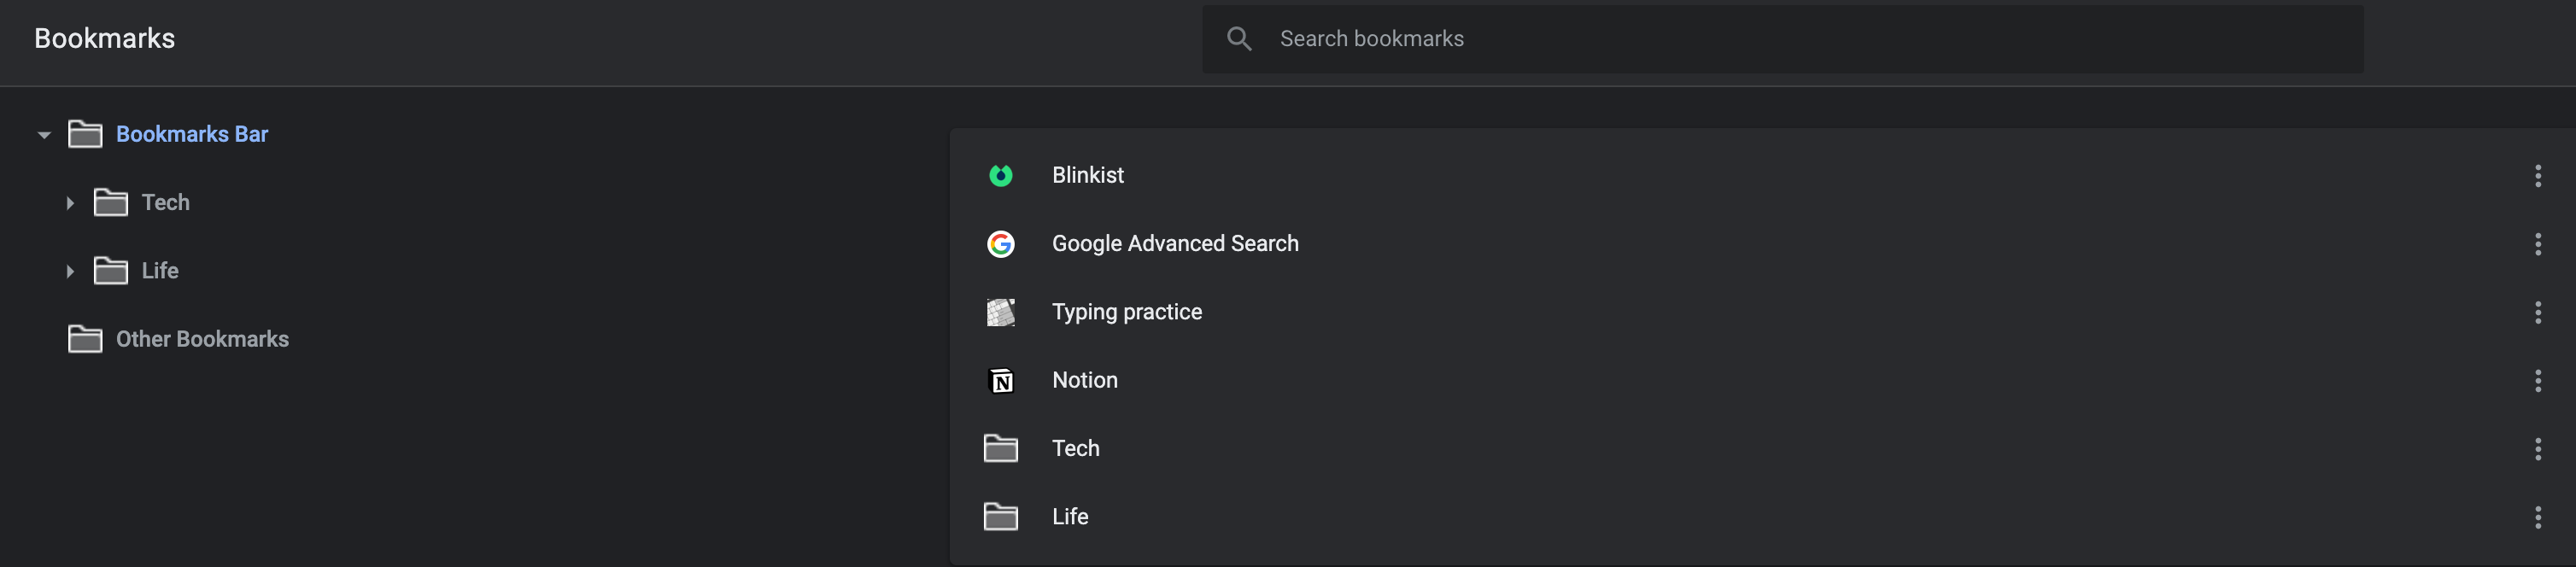 Bookmarks
Search bookmarks
Bookmarks Bar
Tech
Life
Other Bookmarks
Blinkist
Google Advanced Search
Typing practice
Notion
Tech
Life